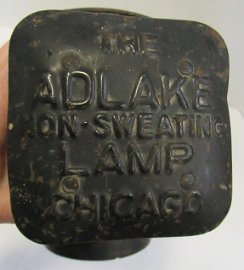 THE
ADLAKE
NON-SWEATING
LAMP
CHICAGO